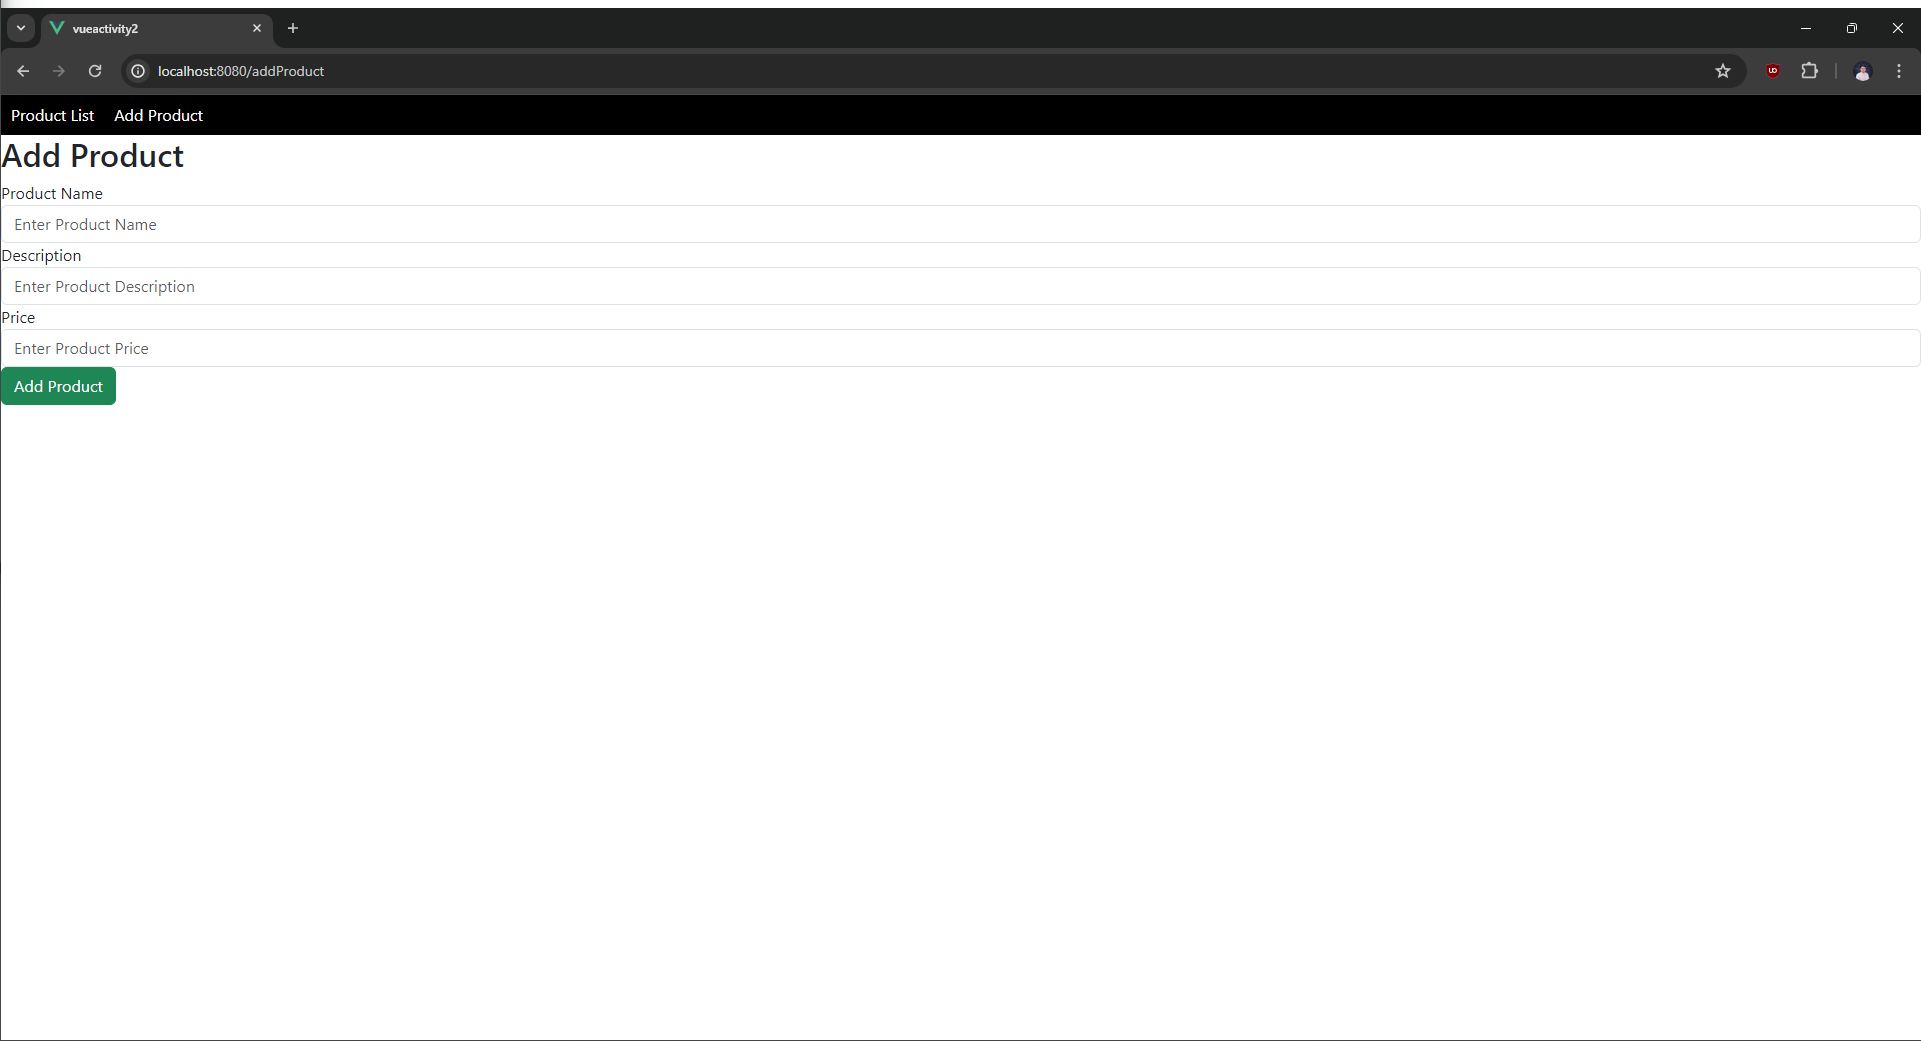 vueactivity2
localhost:8080/addProduct
Product List Add Product
Add Product
Product Name
Enter Product Name
Description
Enter Product Description
Price
Enter Product Price
Add Product